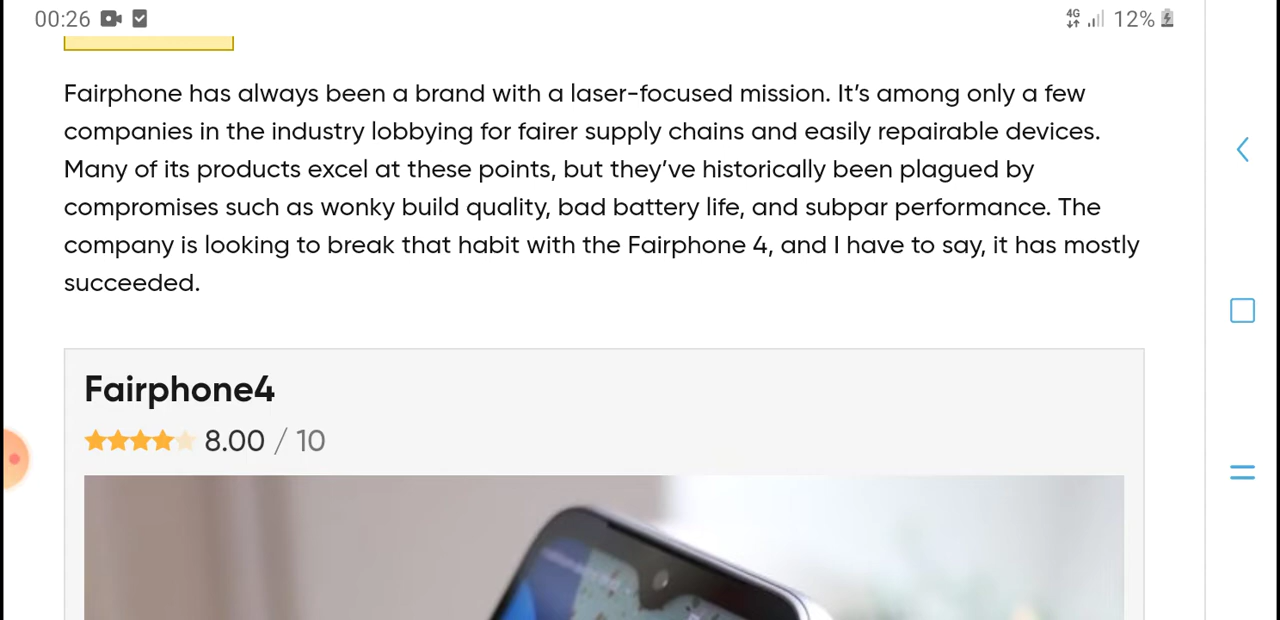 00:26 4G 12%
Fairphone has always been a brand with a laser-focused mission. It’s among only a few
companies in the industry lobbying for fairer supply chains and easily repairable devices.
Many of its products excel at these points, but they’ve historically been plagued by
compromises such as wonky build quality, bad battery life, and subpar performance. The
company is looking to break that habit with the Fairphone 4, and I have to say, it has mostly
succeeded.
Fairphone4
8.00 / 10